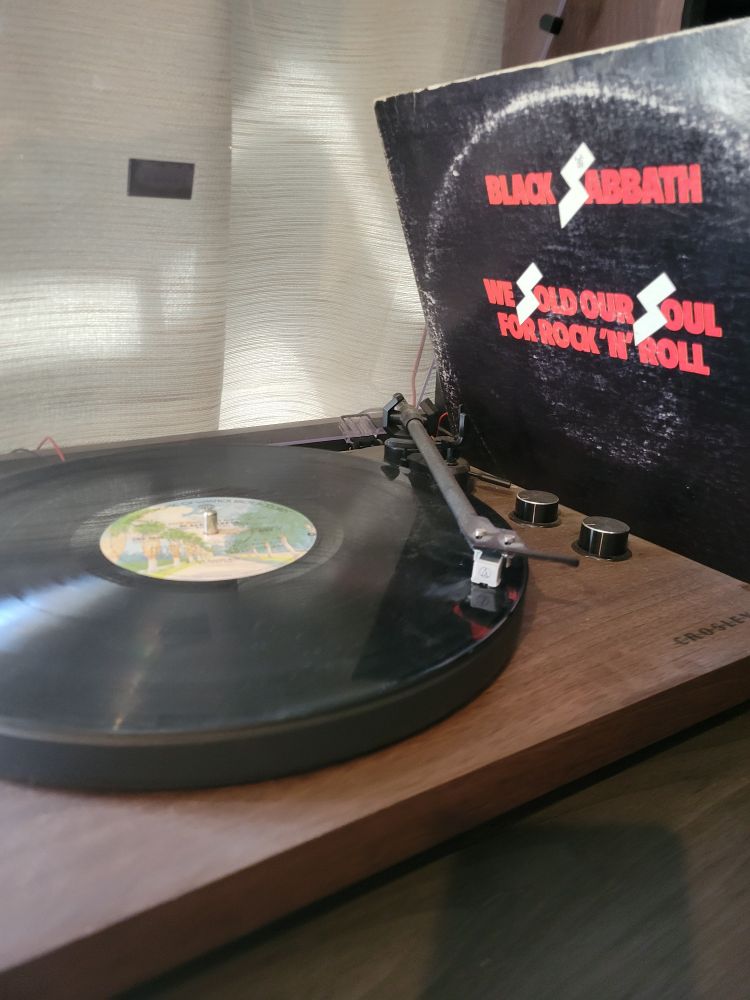 BLACK SABBATH
WE SOLD OUR SOUL
FOR ROCK 'N' ROLL
CROSLEY